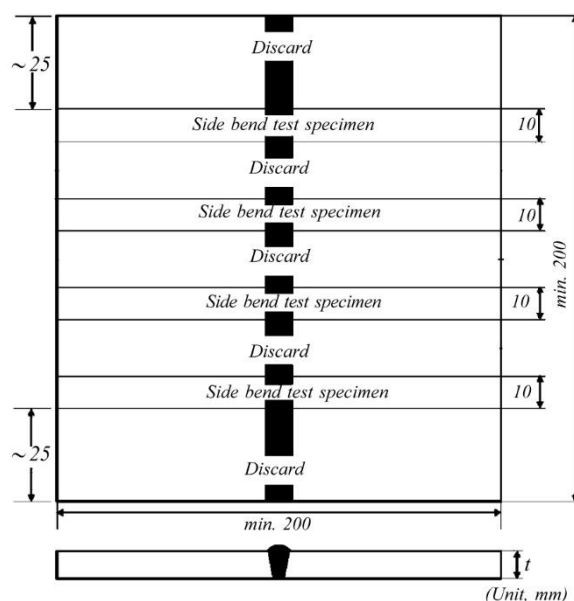 Discard
~25
Side bend test specimen
10
Discard
Side bend test specimen
10
Discard
min. 200
Side bend test specimen
10
Discard
Side bend test specimen
10
~25
Discard
min. 200
t
(Unit, mm)